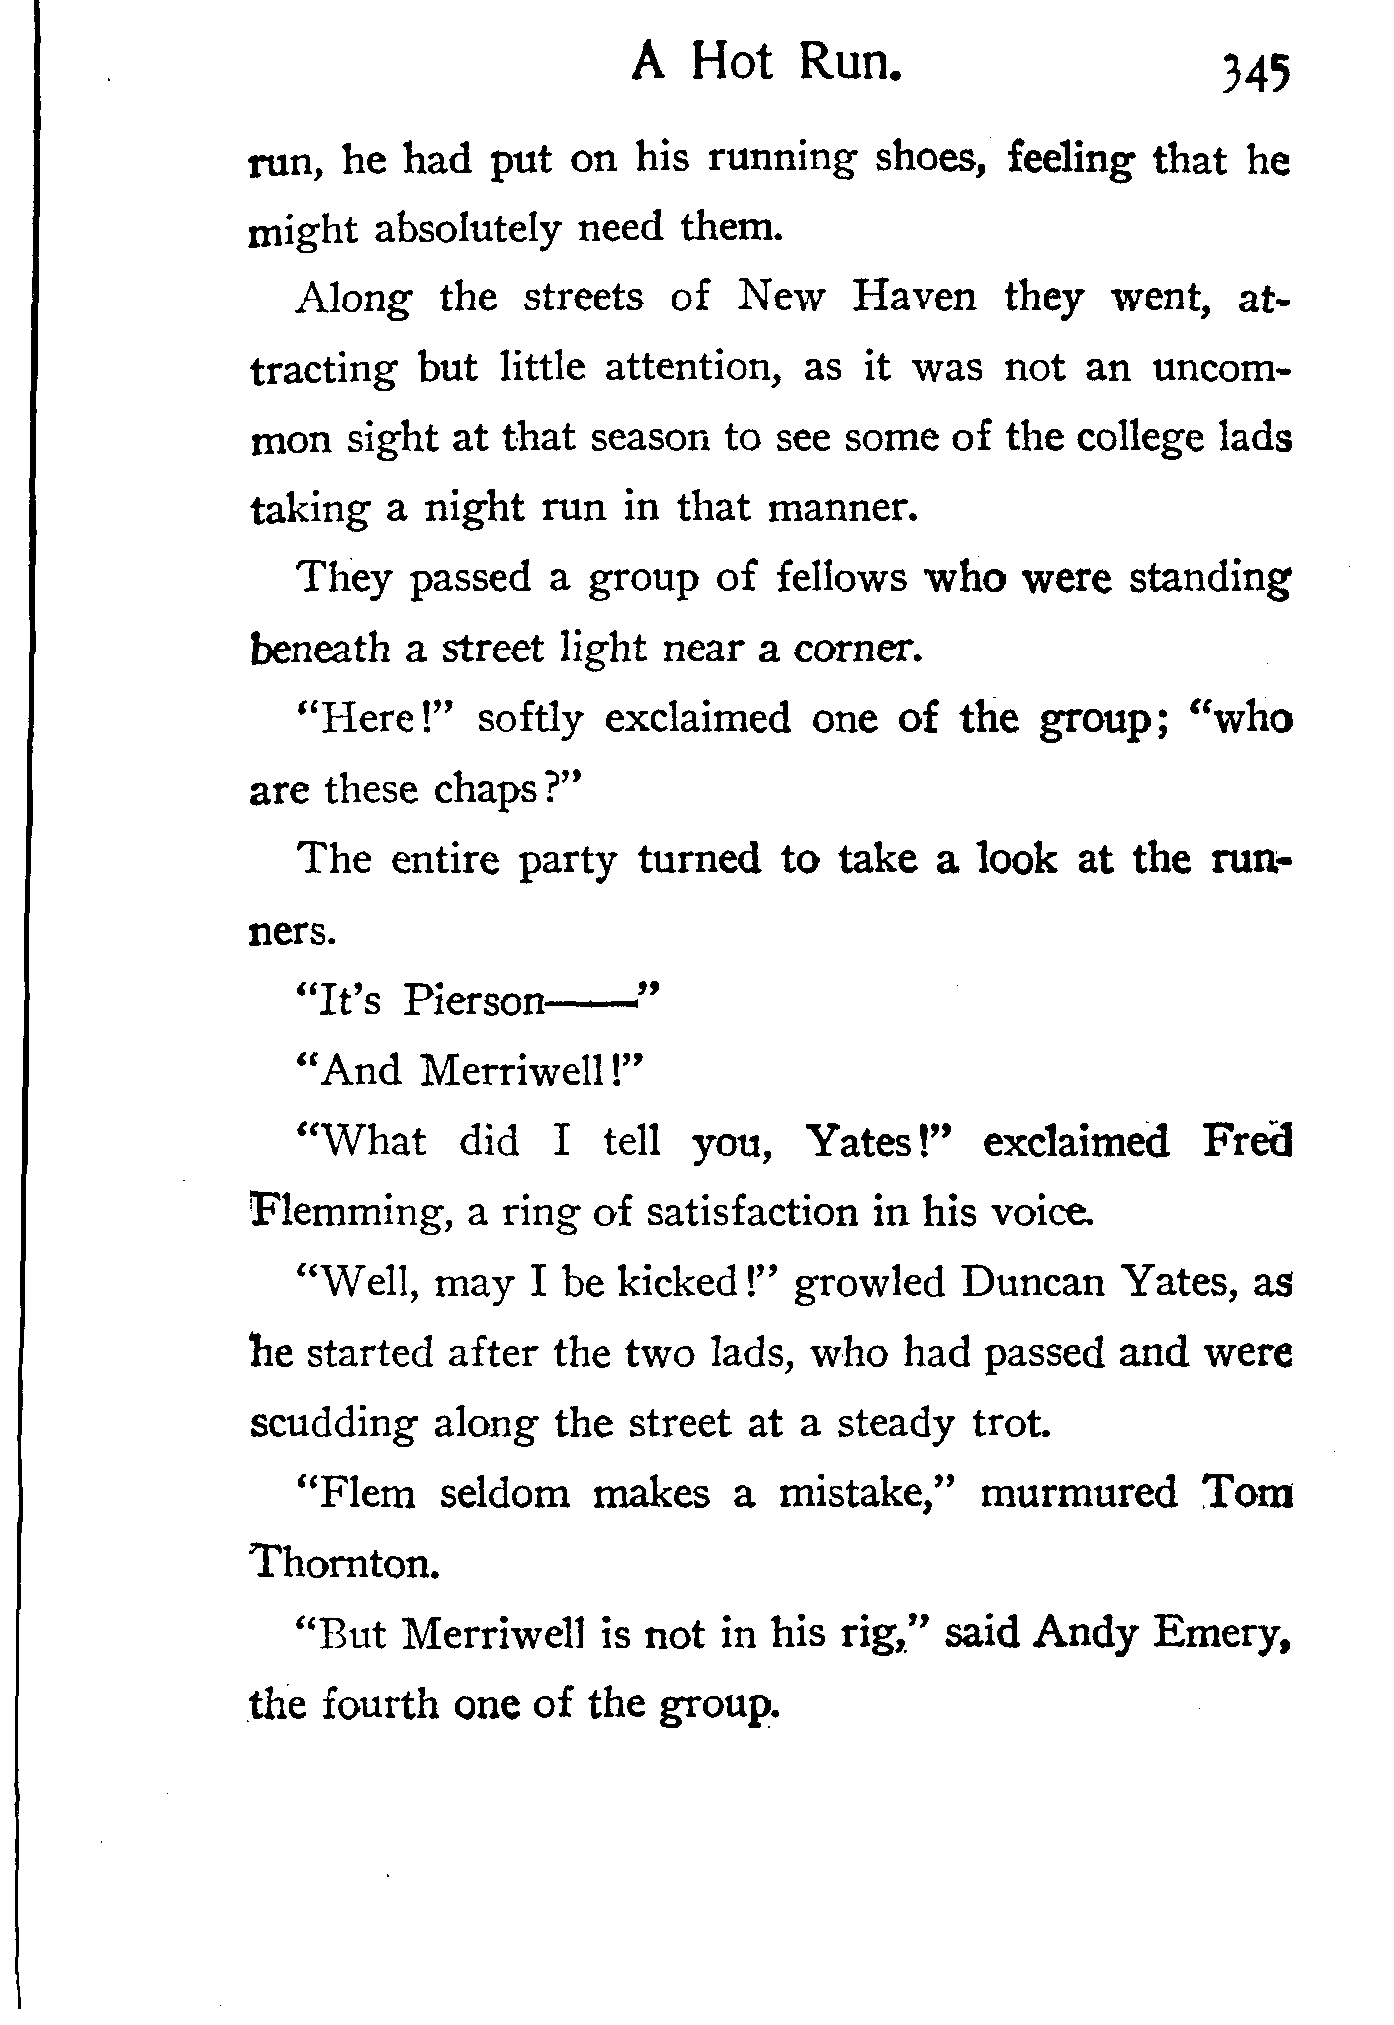 A Hot Run. 345
run, he had put on his running shoes, feeling that he
might absolutely need them.
Along the streets of New Haven they went, at-
tracting but little attention, as it was not an uncom-
mon sight at that season to see some of the college lads
taking a night run in that manner.
They passed a group of fellows who were standing
beneath a street light near a corner.
“Here!” softly exclaimed one of the group; “who
are these chaps?”
The entire party turned to take a look at the run-
ners.
“It’s Pierson——”
“And Merriwell!”
“What did I tell you, Yates!” exclaimed Fred
Flemming, a ring of satisfaction in his voice.
“Well, may I be kicked!” growled Duncan Yates, as
he started after the two lads, who had passed and were
scudding along the street at a steady trot.
“Flem seldom makes a mistake,” murmured Tom
Thornton.
“But Merriwell is not in his rig,” said Andy Emery,
the fourth one of the group.